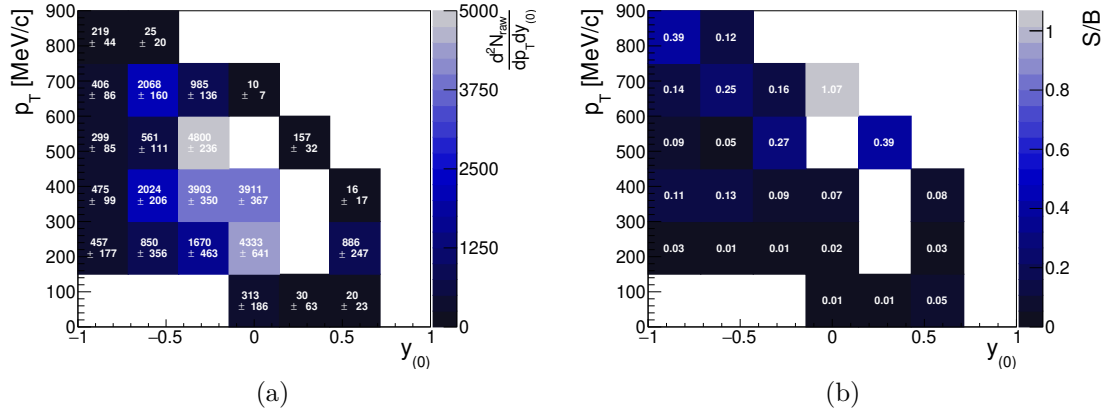 p_T [MeV/c]
900
800
700
600
500
400
300
200
100
0
219 ± 44
25 ± 20
406 ± 86
2068 ± 160
985 ± 136
10 ± 7
299 ± 85
561 ± 111
4800 ± 236
157 ± 32
475 ± 99
2024 ± 206
3903 ± 350
3911 ± 367
16 ± 17
457 ± 177
850 ± 356
1670 ± 463
4333 ± 641
886 ± 247
313 ± 186
30 ± 63
20 ± 23
−1
−0.5
0
0.5
1
y_(0)
5000
3750
2500
1250
0
d²N_raw
dp_T dy_(0)
(a)
p_T [MeV/c]
900
800
700
600
500
400
300
200
100
0
0.39
0.12
0.14
0.25
0.16
1.07
0.09
0.05
0.27
0.39
0.11
0.13
0.09
0.07
0.08
0.03
0.01
0.01
0.02
0.03
0.01
0.01
0.05
−1
−0.5
0
0.5
1
y_(0)
1
0.8
0.6
0.4
0.2
0
S/B
(b)